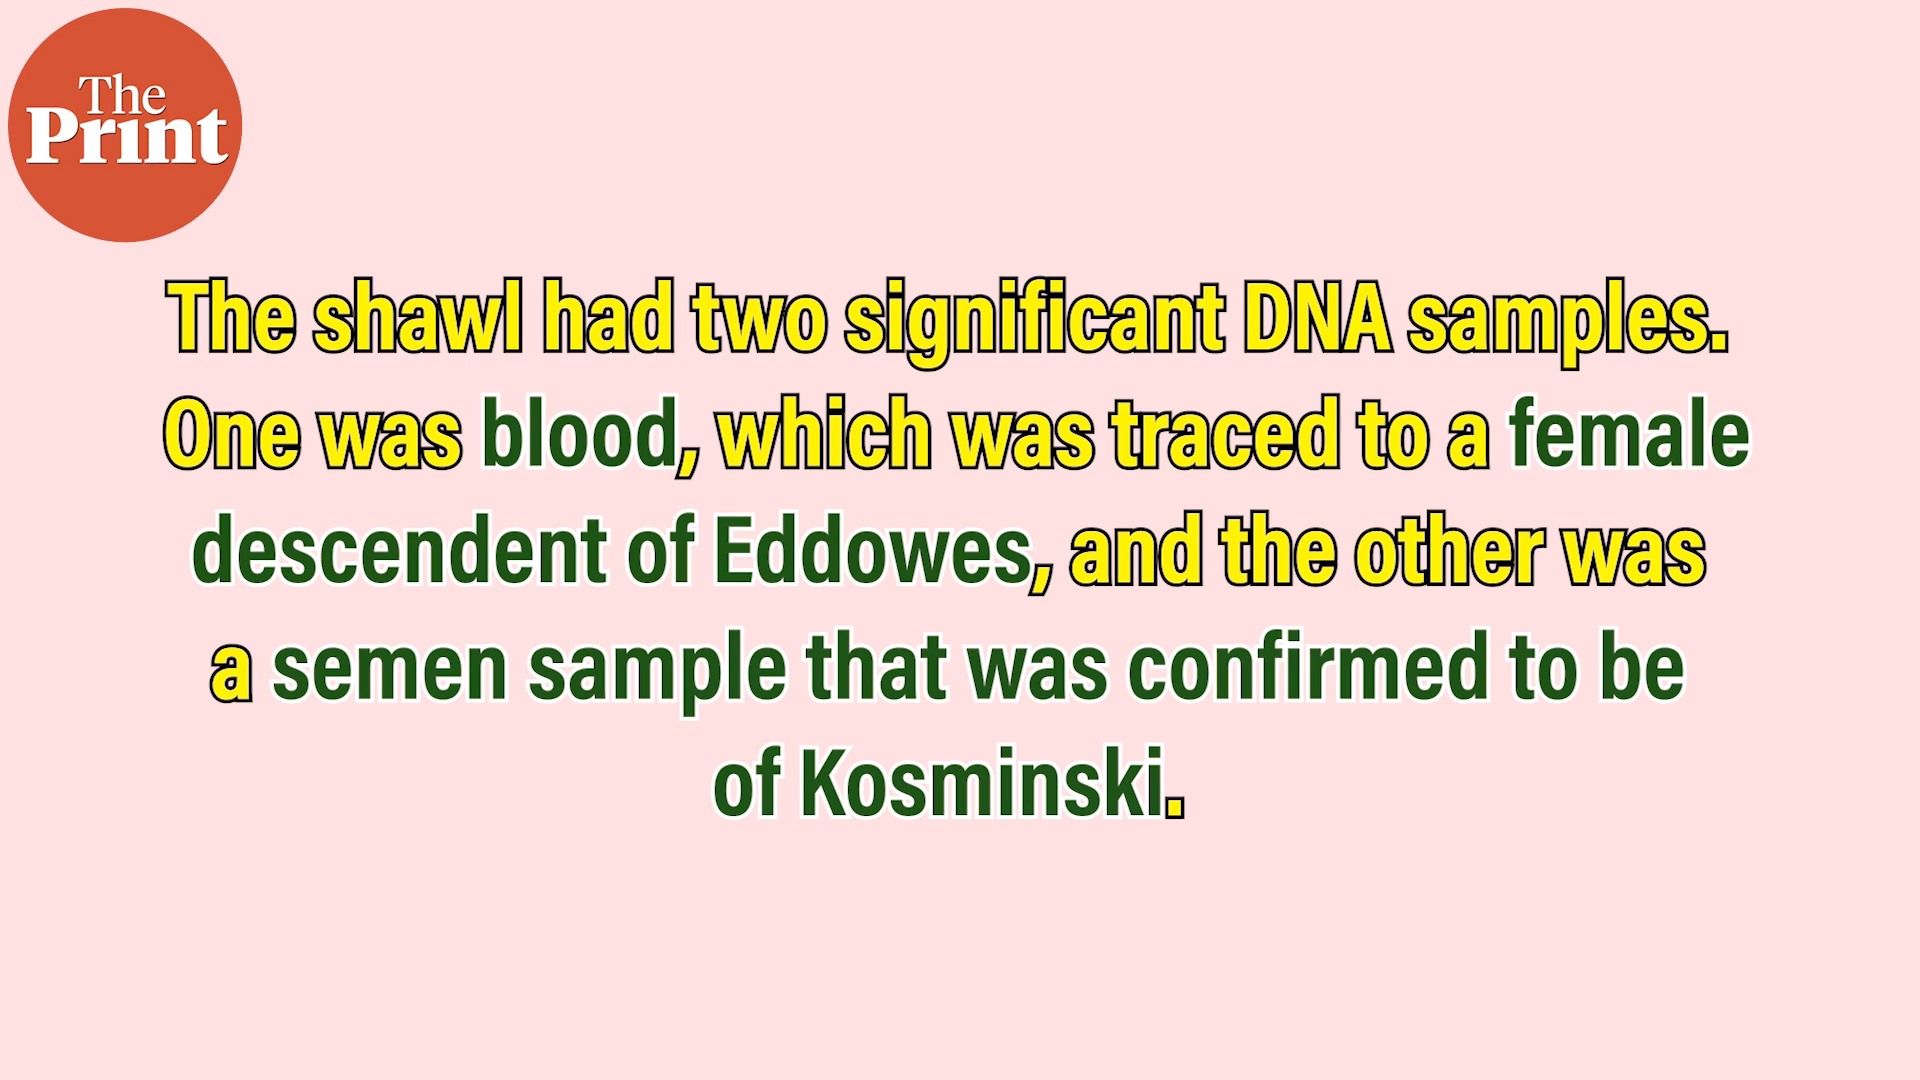 The
Print
The shawl had two significant DNA samples.
One was blood, which was traced to a female
descendent of Eddowes, and the other was
a semen sample that was confirmed to be
of Kosminski.